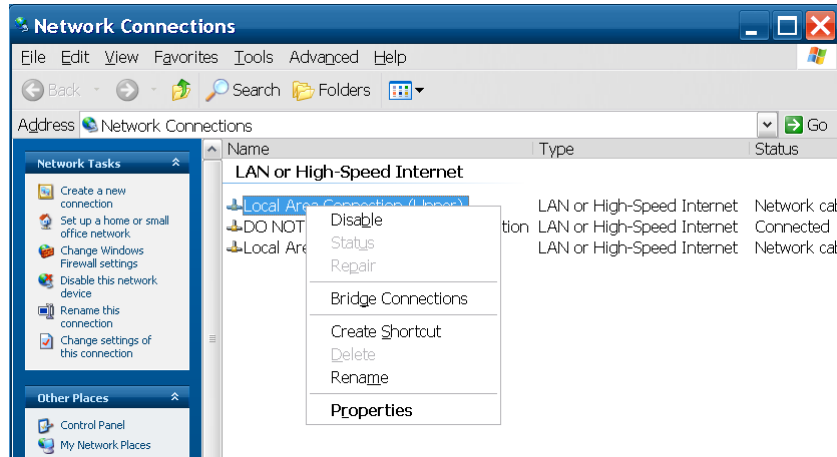 Network Connections
File Edit View Favorites Tools Advanced Help
Back Search Folders
Address Network Connections Go
Name Type Status
LAN or High-Speed Internet
Local Area Connection (Upper) LAN or High-Speed Internet Network cab
DO NOT tion LAN or High-Speed Internet Connected
Local Are LAN or High-Speed Internet Network cab
Disable
Status
Repair
Bridge Connections
Create Shortcut
Delete
Rename
Properties
Network Tasks
Create a new
connection
Set up a home or small
office network
Change Windows
Firewall settings
Disable this network
device
Rename this
connection
Change settings of
this connection
Other Places
Control Panel
My Network Places